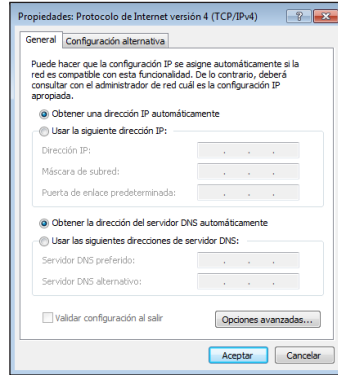 Propiedades: Protocolo de Internet versión 4 (TCP/IPv4)
General
Configuración alternativa
Puede hacer que la configuración IP se asigne automáticamente si la
red es compatible con esta funcionalidad. De lo contrario, deberá
consultar con el administrador de red cuál es la configuración IP
apropiada.
Obtener una dirección IP automáticamente
Usar la siguiente dirección IP:
Dirección IP:
Máscara de subred:
Puerta de enlace predeterminada:
Obtener la dirección del servidor DNS automáticamente
Usar las siguientes direcciones de servidor DNS:
Servidor DNS preferido:
Servidor DNS alternativo:
Validar configuración al salir
Opciones avanzadas...
Aceptar
Cancelar